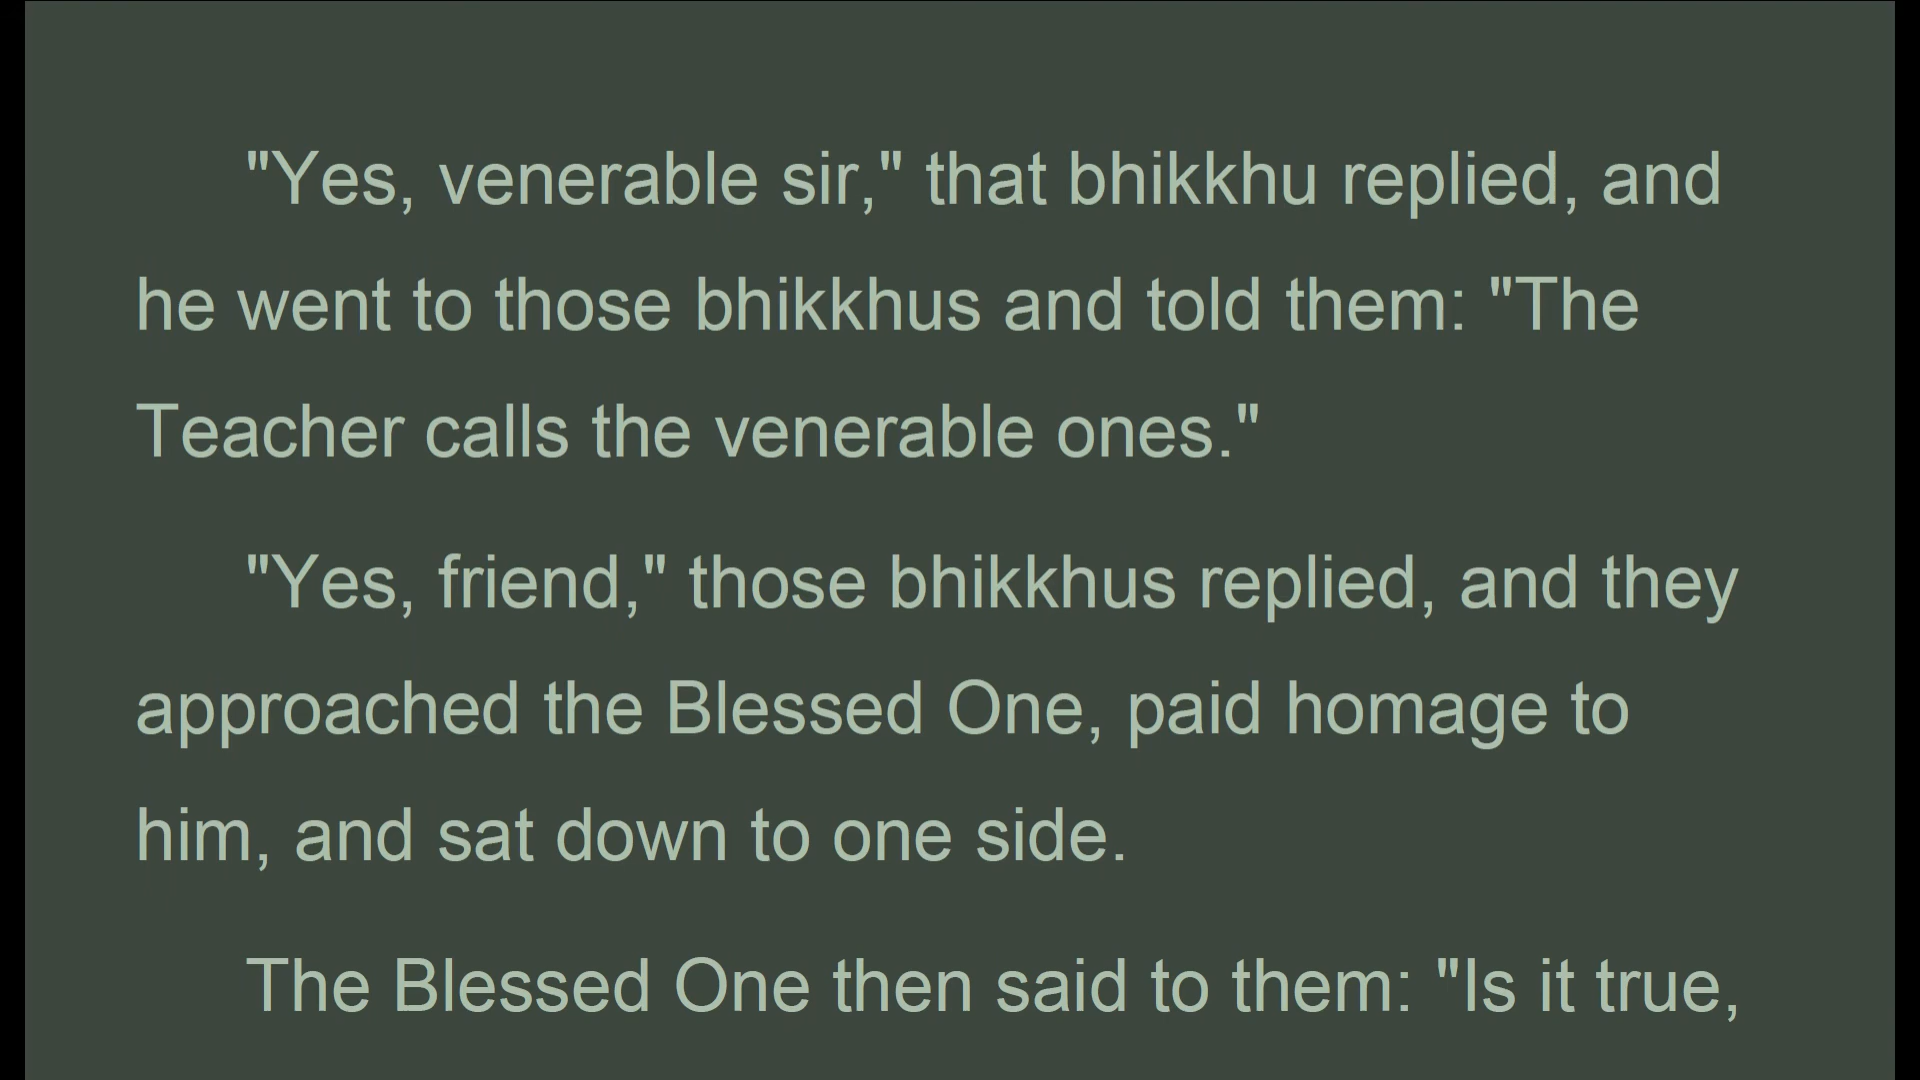 "Yes, venerable sir," that bhikkhu replied, and
he went to those bhikkhus and told them: "The
Teacher calls the venerable ones."
"Yes, friend," those bhikkhus replied, and they
approached the Blessed One, paid homage to
him, and sat down to one side.
The Blessed One then said to them: "Is it true,